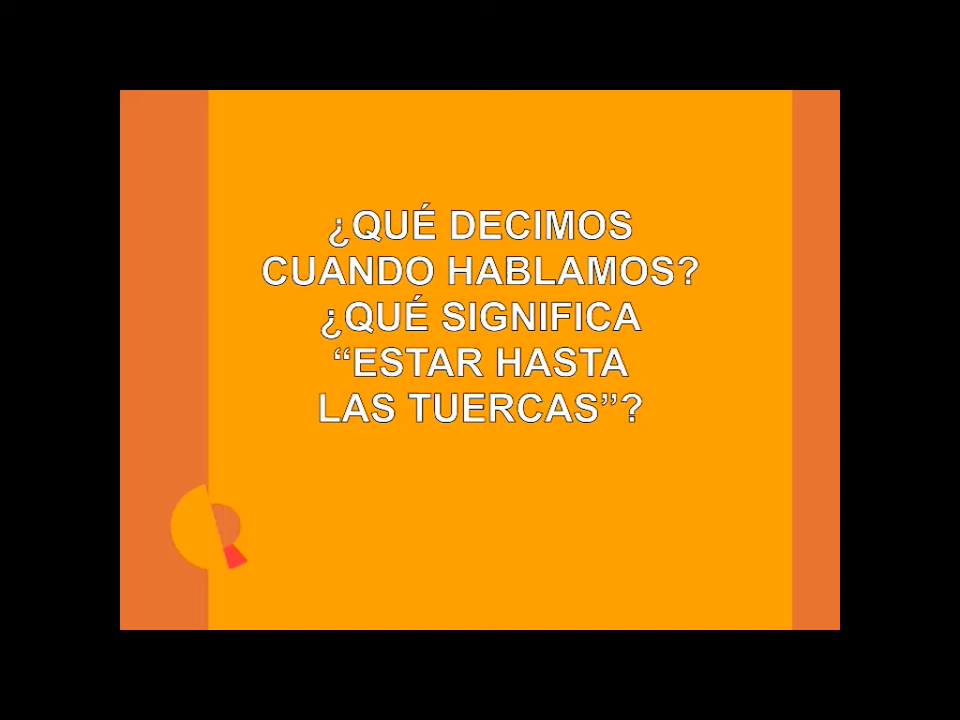 ¿QUÉ DECIMOS
CUANDO HABLAMOS?
¿QUÉ SIGNIFICA
“ESTAR HASTA
LAS TUERCAS”?